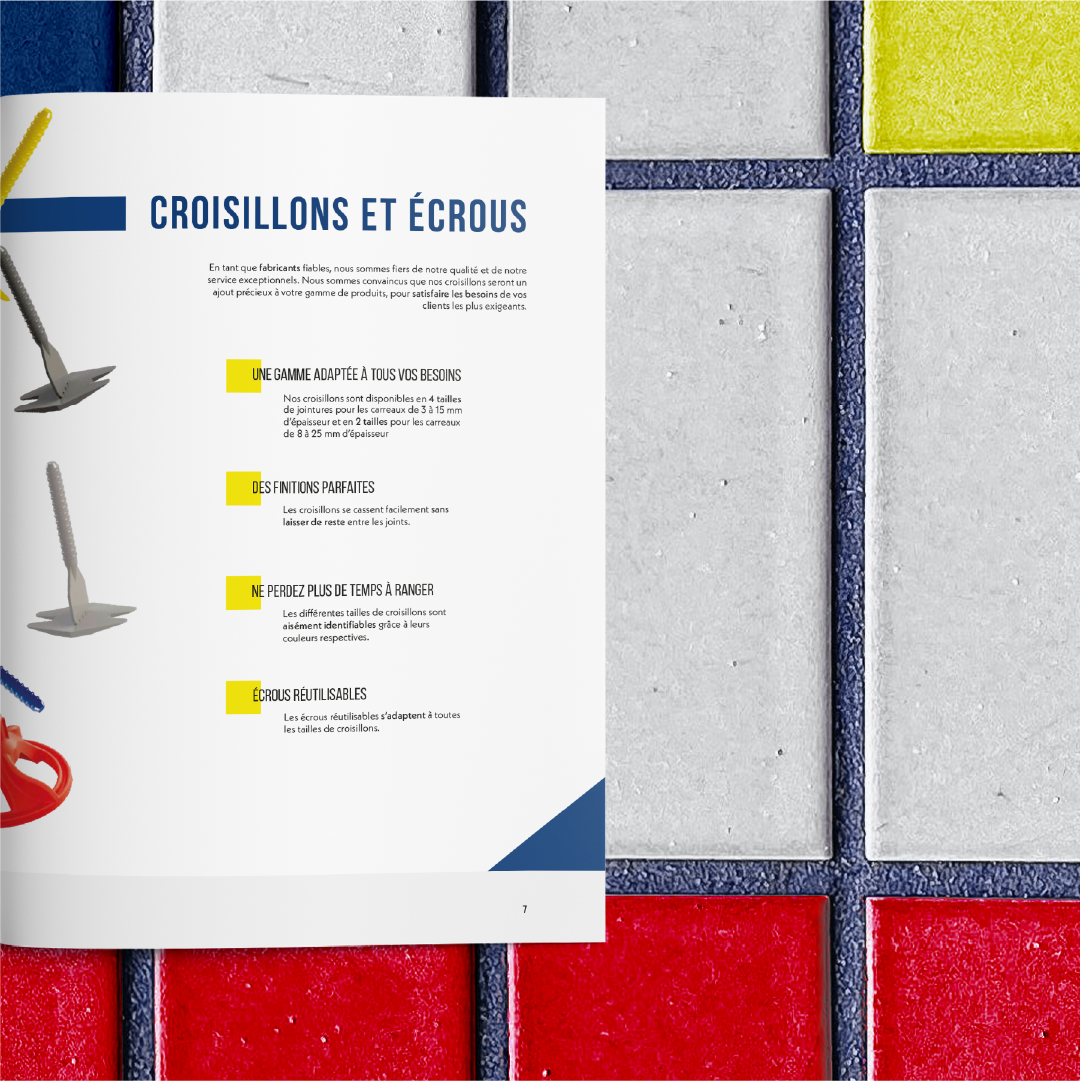 CROISILLONS ET ÉCROUS
En tant que fabricants fiables, nous sommes fiers de notre qualité et de notre
service exceptionnels. Nous sommes convaincus que nos croisillons seront un
ajout précieux à votre gamme de produits, pour satisfaire les besoins de vos
clients les plus exigeants.
UNE GAMME ADAPTÉE À TOUS VOS BESOINS
Nos croisillons sont disponibles en 4 tailles
de jointures pour les carreaux de 3 à 15 mm
d'épaisseur et en 2 tailles pour les carreaux
de 8 à 25 mm d'épaisseur
DES FINITIONS PARFAITES
Les croisillons se cassent facilement sans
laisser de reste entre les joints.
NE PERDEZ PLUS DE TEMPS À RANGER
Les différentes tailles de croisillons sont
aisément identifiables grâce à leurs
couleurs respectives.
ÉCROUS RÉUTILISABLES
Les écrous réutilisables s'adaptent à toutes
les tailles de croisillons.
7